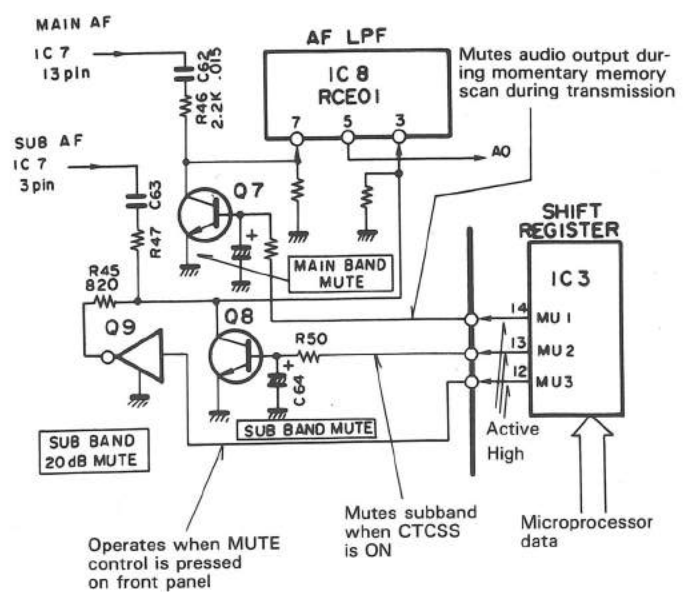 MAIN AF
IC 7
13 pin
C62
.015
R46
2.2K
AF LPF
IC 8
RCE01
7
5
3
AO
Mutes audio output dur-
ing momentary memory
scan during transmission
SUB AF
IC 7
3 pin
C63
R47
Q7
+
MAIN BAND
MUTE
SHIFT
REGISTER
IC 3
14
MU 1
13
MU 2
12
MU 3
R45
820
Q9
Q8
R50
+
C64
SUB BAND MUTE
SUB BAND
20 dB MUTE
Active
High
Operates when MUTE
control is pressed
on front panel
Mutes subband
when CTCSS
is ON
Microprocessor
data